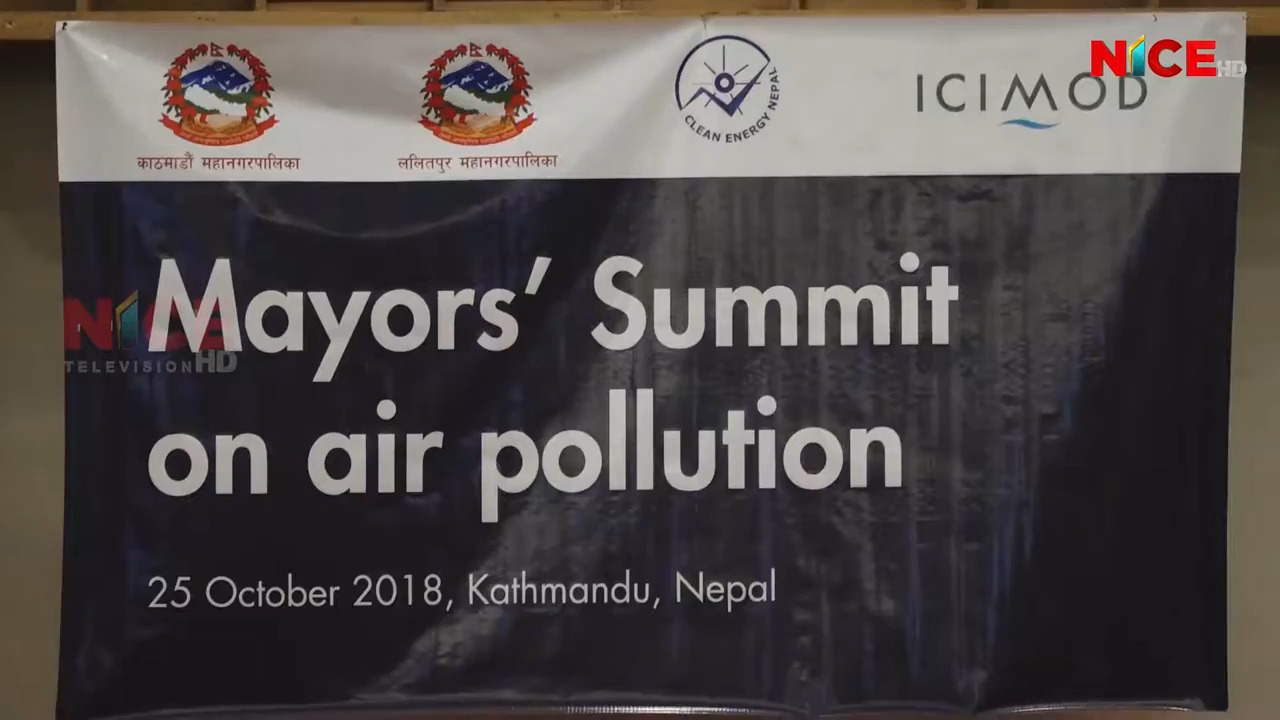 काठमाडौं महानगरपालिका
ललितपुर महानगरपालिका
CLEAN ENERGY NEPAL
ICIMOD
NICE HD
Mayors’ Summit
on air pollution
NICE
TELEVISION HD
25 October 2018, Kathmandu, Nepal